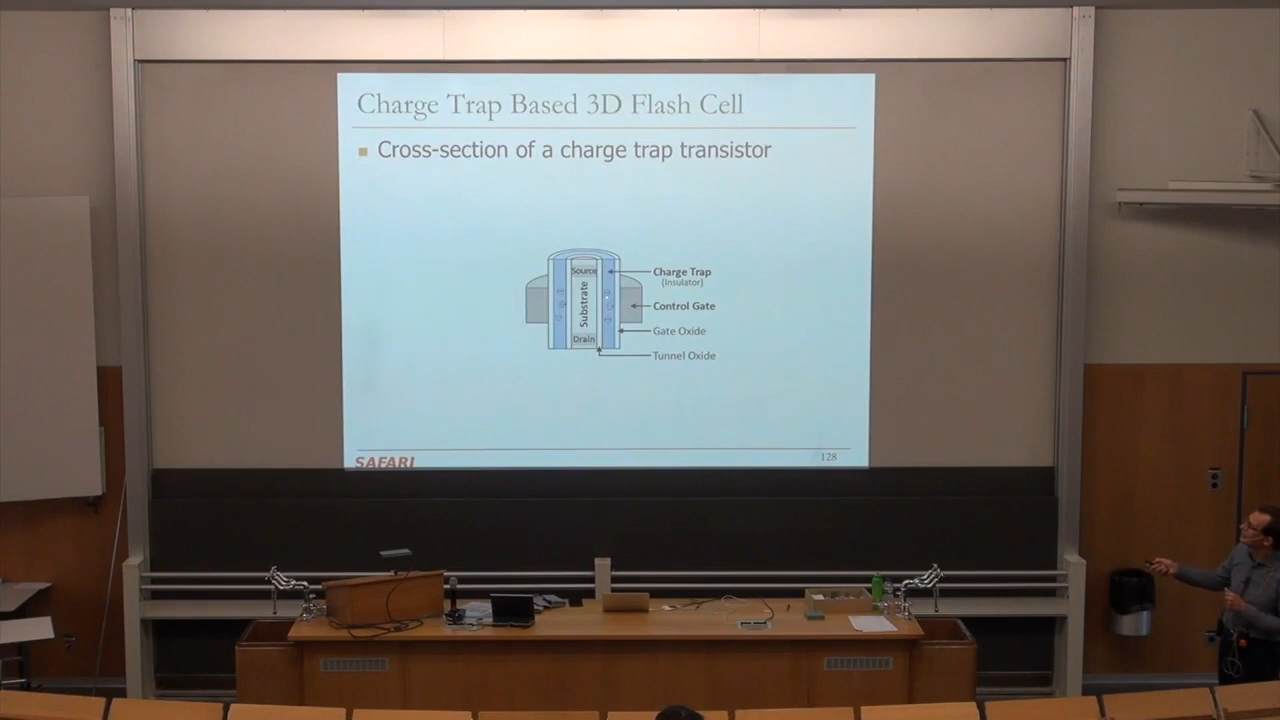 Charge Trap Based 3D Flash Cell
Cross-section of a charge trap transistor
Source
Substrate
Drain
Charge Trap
(Insulator)
Control Gate
Gate Oxide
Tunnel Oxide
SAFARI
128